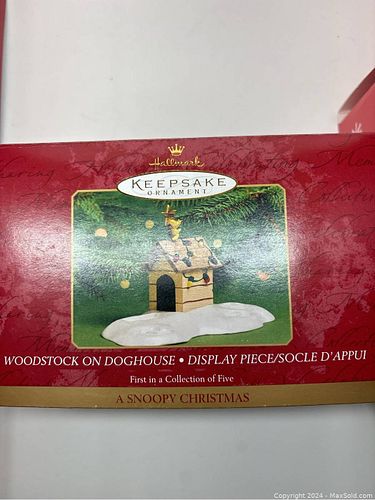 Hallmark
KEEPSAKE
ORNAMENT
WOODSTOCK ON DOGHOUSE • DISPLAY PIECE/SOCLE D'APPUI
First in a Collection of Five
A SNOOPY CHRISTMAS
Copyright 2024 - MaxSold.com